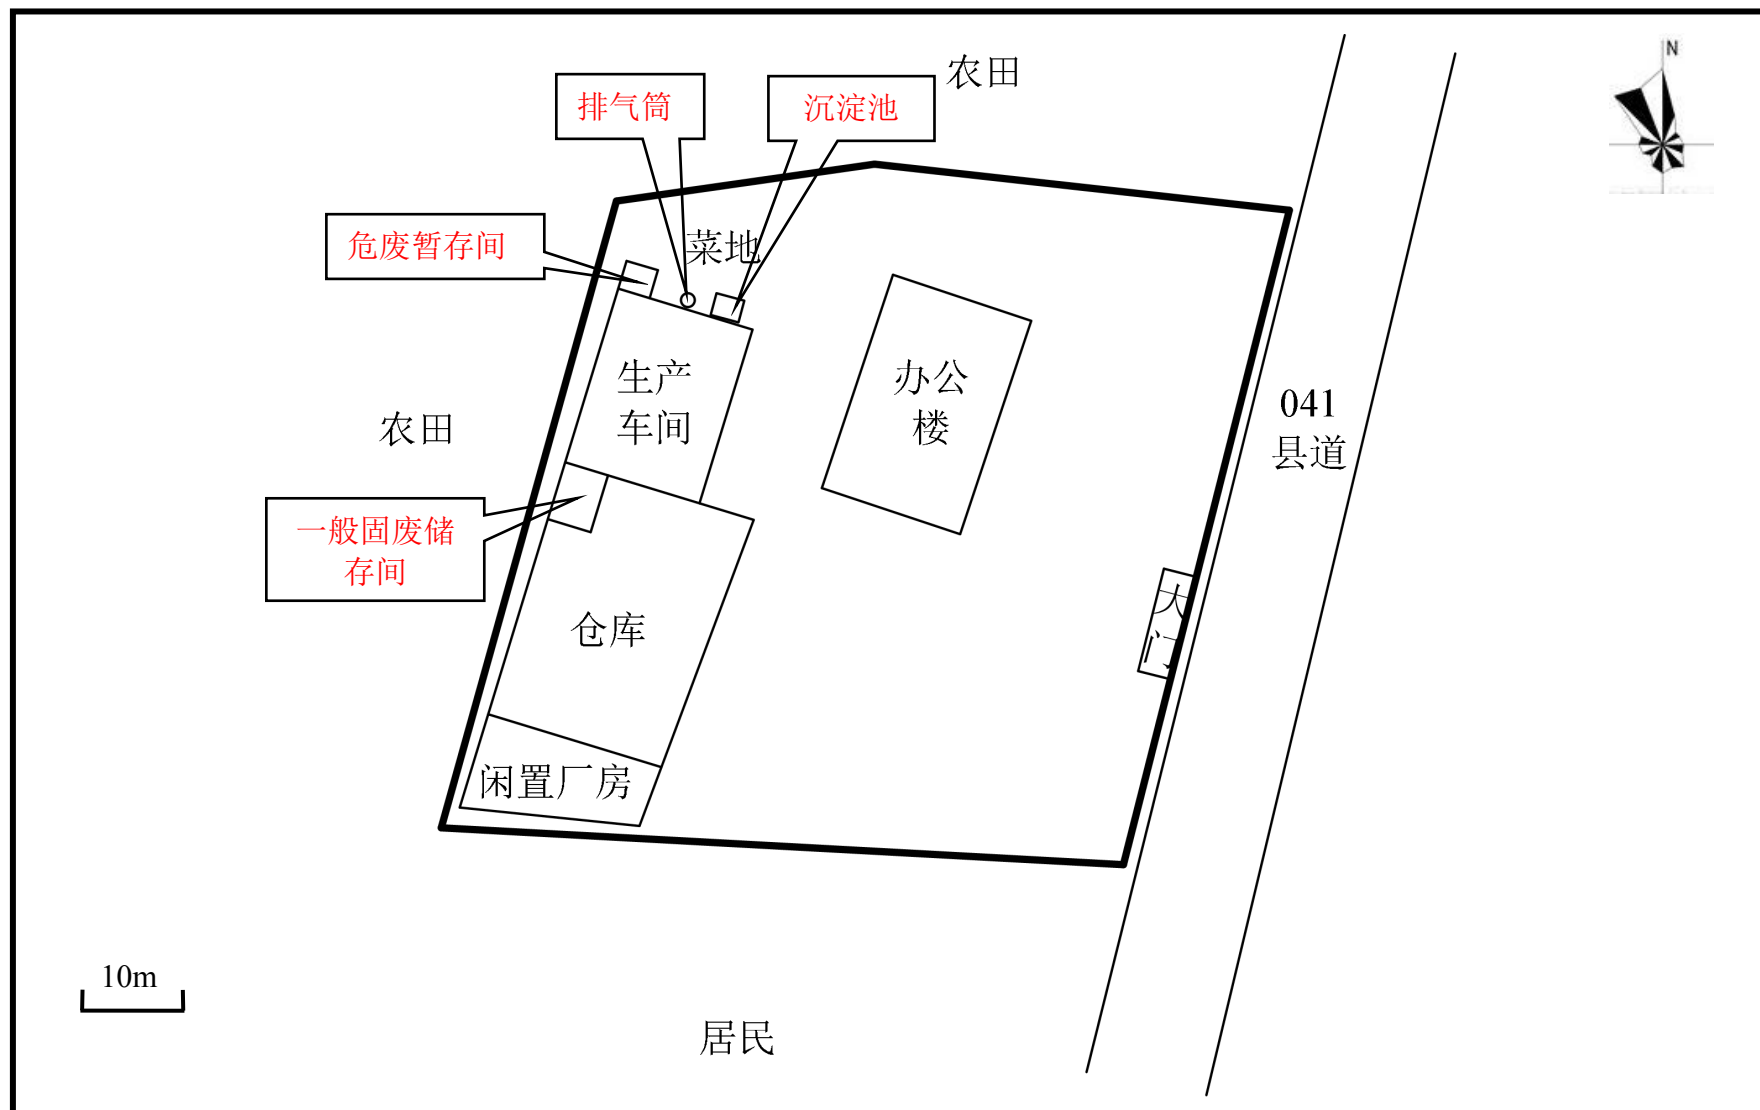 农田
N
排气筒
沉淀池
危废暂存间
菜地
生产
车间
办公
楼
041
县道
农田
一般固废储
存间
大
门
仓库
闲置厂房
10m
居民